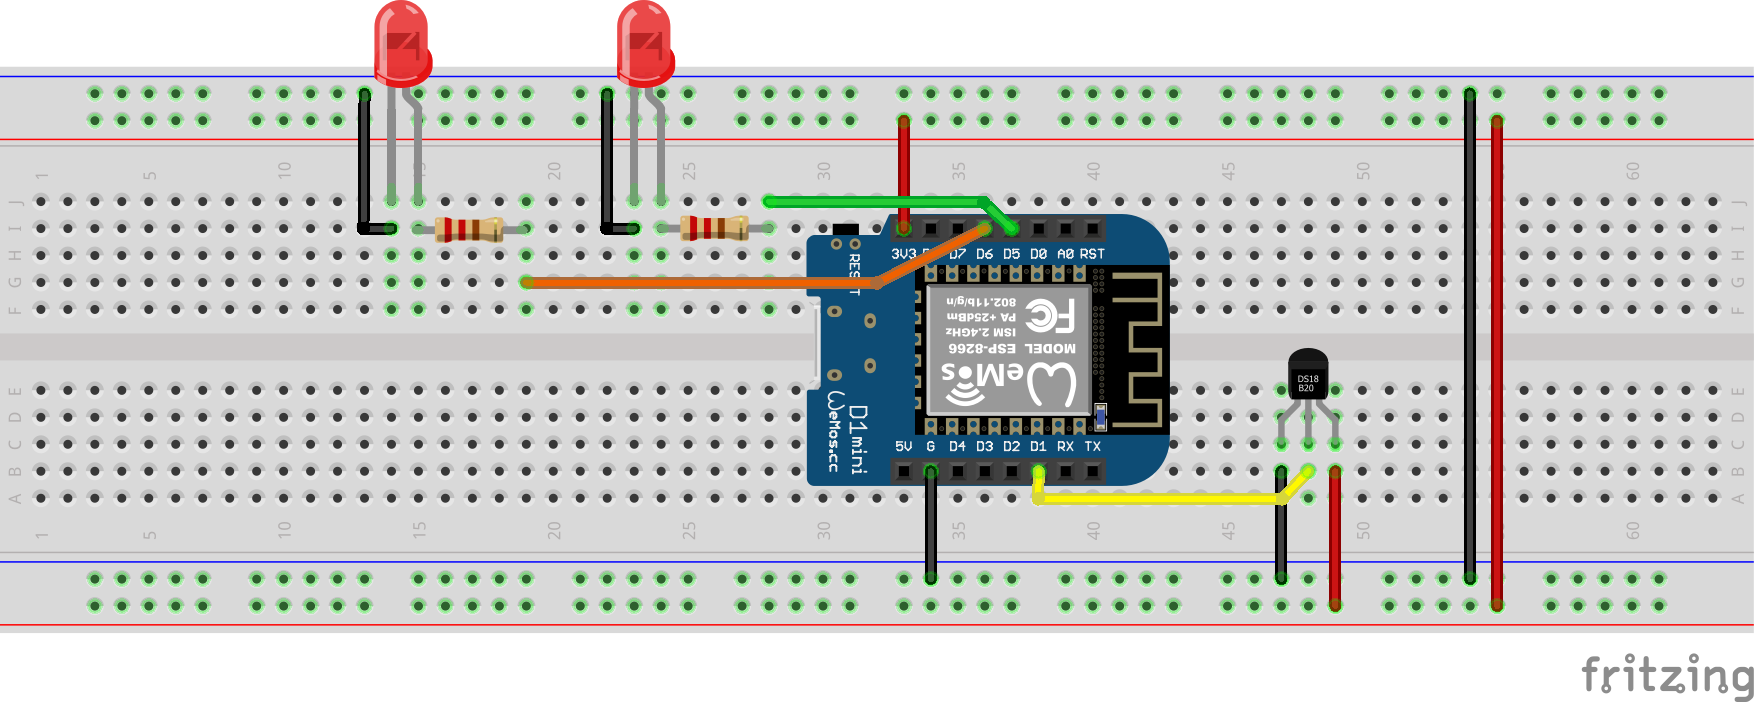 1 5 10 15 20 25 30 35 40 45 50 60
J J
I I
H H
G G
F F
3V3 D7 D6 D5 D0 A0 RST
RESET
802.11b/g/n
PA +25dBm
ISM 2.4GHz
MODEL ESP-8266
FC
WeMos
D1 mini
WeMos.cc
DS18
B20
5V G D4 D3 D2 D1 RX TX
E E
D D
C C
B B
A A
1 5 10 15 20 25 30 35 40 45 50 60
fritzing